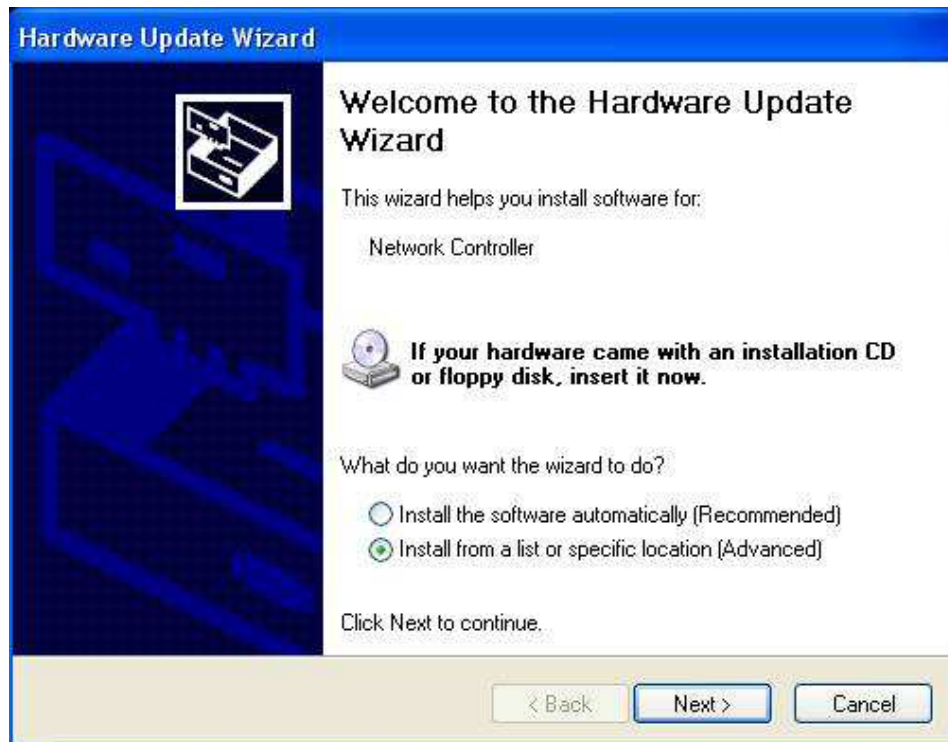 Hardware Update Wizard
Welcome to the Hardware Update
Wizard
This wizard helps you install software for:
Network Controller
If your hardware came with an installation CD
or floppy disk, insert it now.
What do you want the wizard to do?
Install the software automatically (Recommended)
Install from a list or specific location (Advanced)
Click Next to continue.
< Back
Next >
Cancel